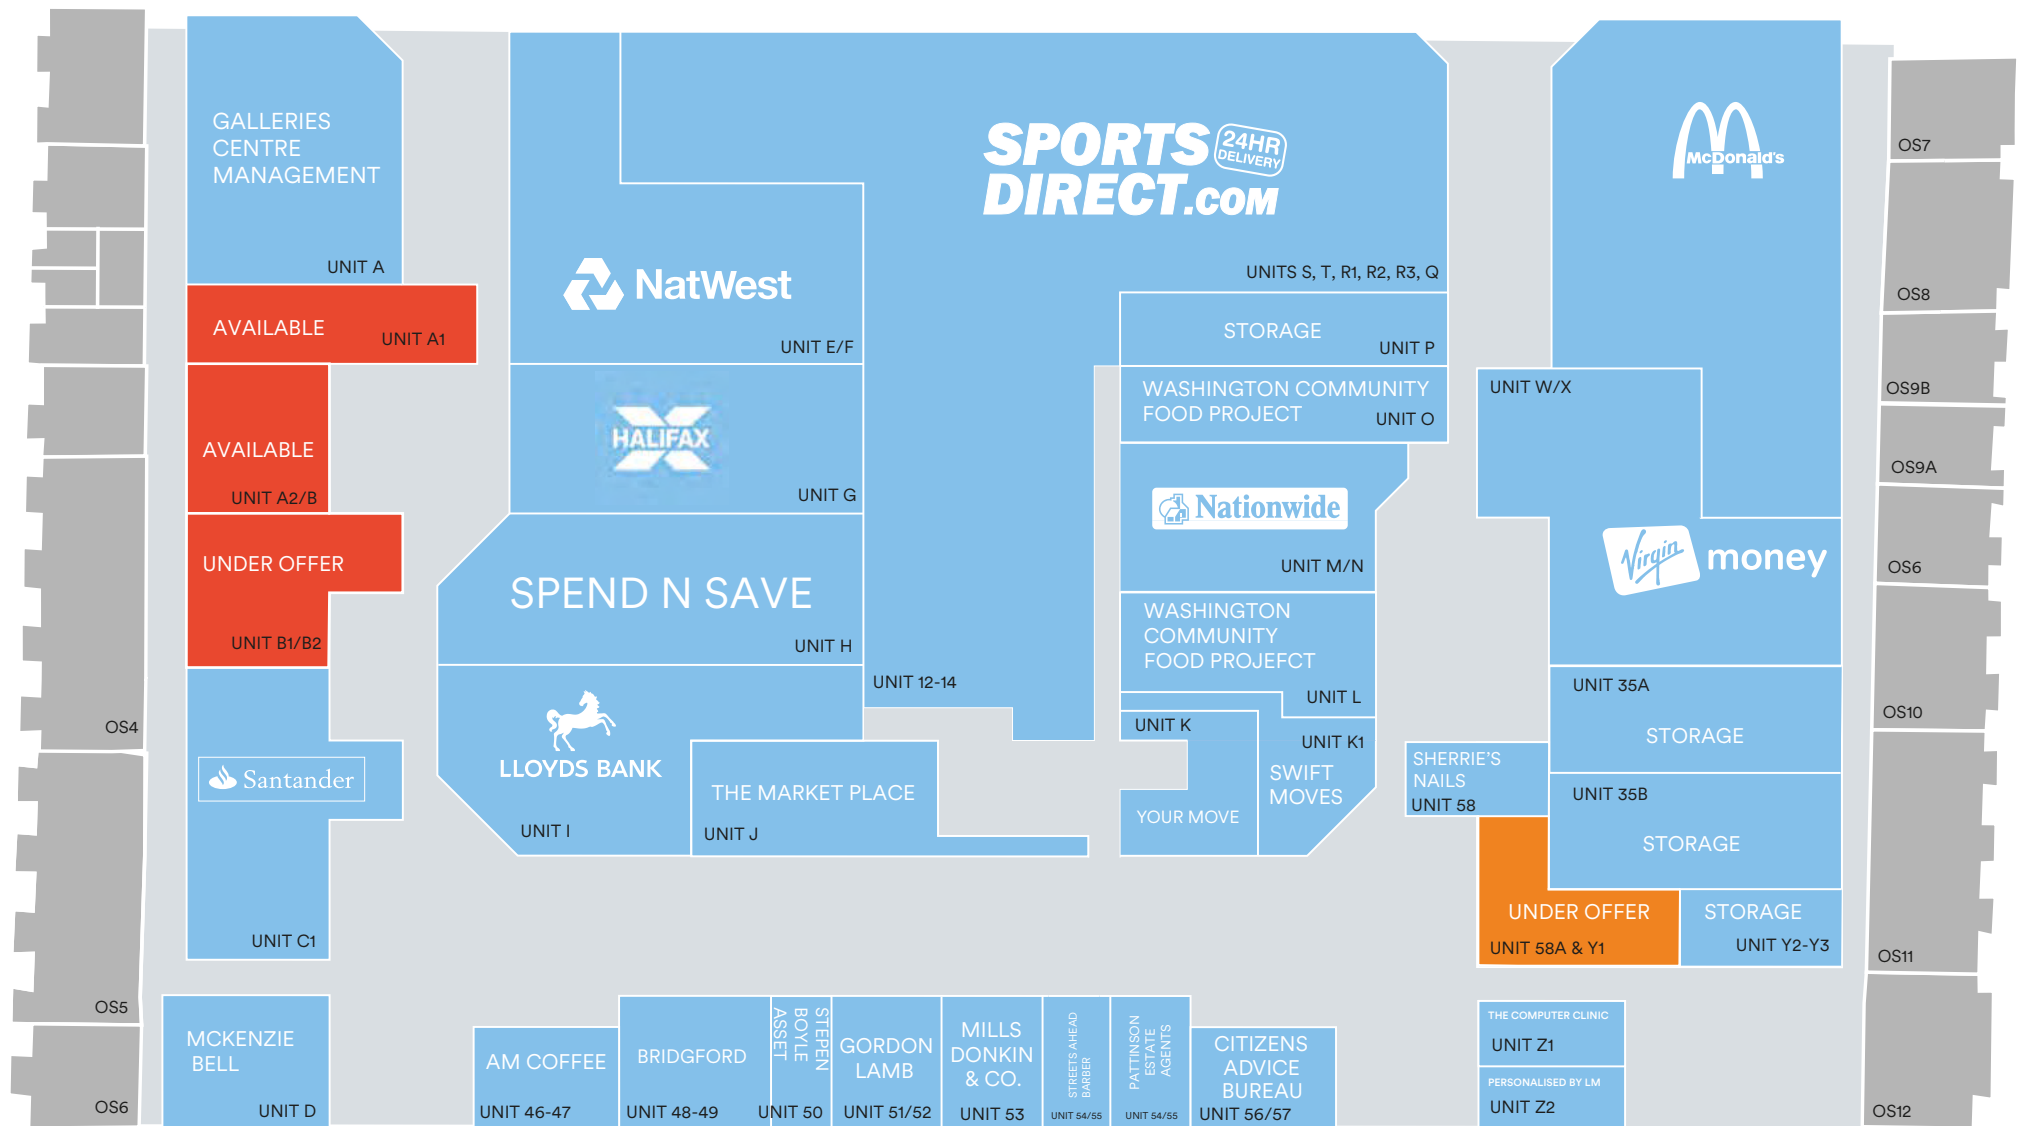 GALLERIES
CENTRE
MANAGEMENT
UNIT A
AVAILABLE
UNIT A1
AVAILABLE
UNIT A2/B
UNDER OFFER
UNIT B1/B2
Santander
UNIT C1
MCKENZIE
BELL
UNIT D
OS4
OS5
OS6
NatWest
UNIT E/F
HALIFAX
UNIT G
SPEND N SAVE
UNIT H
LLOYDS BANK
UNIT I
THE MARKET PLACE
UNIT J
SPORTS
DIRECT.COM
24HR
DELIVERY
UNITS S, T, R1, R2, R3, Q
UNIT 12-14
STORAGE
UNIT P
WASHINGTON COMMUNITY
FOOD PROJECT
UNIT O
Nationwide
UNIT M/N
WASHINGTON
COMMUNITY
FOOD PROJEFCT
UNIT L
UNIT K
YOUR MOVE
UNIT K1
SWIFT
MOVES
McDonald's
UNIT W/X
Virgin money
UNIT 35A
STORAGE
UNIT 35B
STORAGE
SHERRIE'S
NAILS
UNIT 58
UNDER OFFER
UNIT 58A & Y1
STORAGE
UNIT Y2-Y3
AM COFFEE
UNIT 46-47
BRIDGFORD
UNIT 48-49
STEPEN
BOYLE
ASSET
UNIT 50
GORDON
LAMB
UNIT 51/52
MILLS
DONKIN
& CO.
UNIT 53
STREETS AHEAD
BARBER
UNIT 54/55
PATTINSON
ESTATE
AGENTS
UNIT 54/55
CITIZENS
ADVICE
BUREAU
UNIT 56/57
THE COMPUTER CLINIC
UNIT Z1
PERSONALISED BY LM
UNIT Z2
OS7
OS8
OS9B
OS9A
OS6
OS10
OS11
OS12